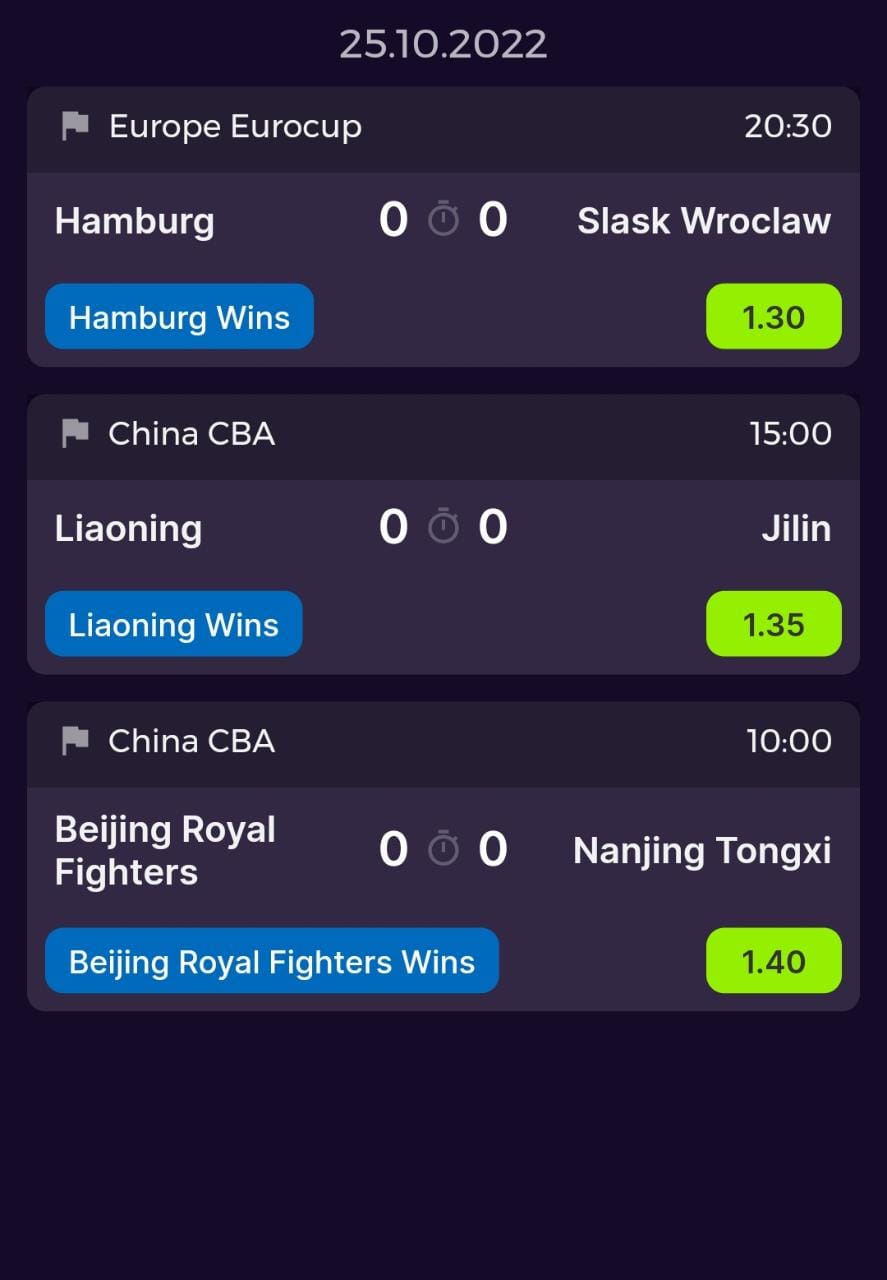 25.10.2022
Europe Eurocup 20:30
Hamburg 0 0 Slask Wroclaw
Hamburg Wins 1.30
China CBA 15:00
Liaoning 0 0 Jilin
Liaoning Wins 1.35
China CBA 10:00
Beijing Royal
Fighters 0 0 Nanjing Tongxi
Beijing Royal Fighters Wins 1.40